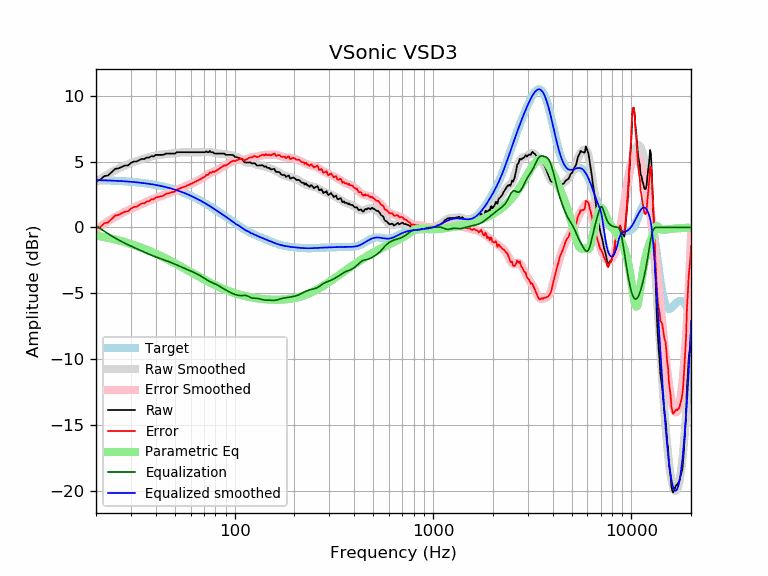 VSonic VSD3
10
5
0
−5
−10
−15
−20
Amplitude (dBr)
Target
Raw Smoothed
Error Smoothed
Raw
Error
Parametric Eq
Equalization
Equalized smoothed
100
1000
10000
Frequency (Hz)